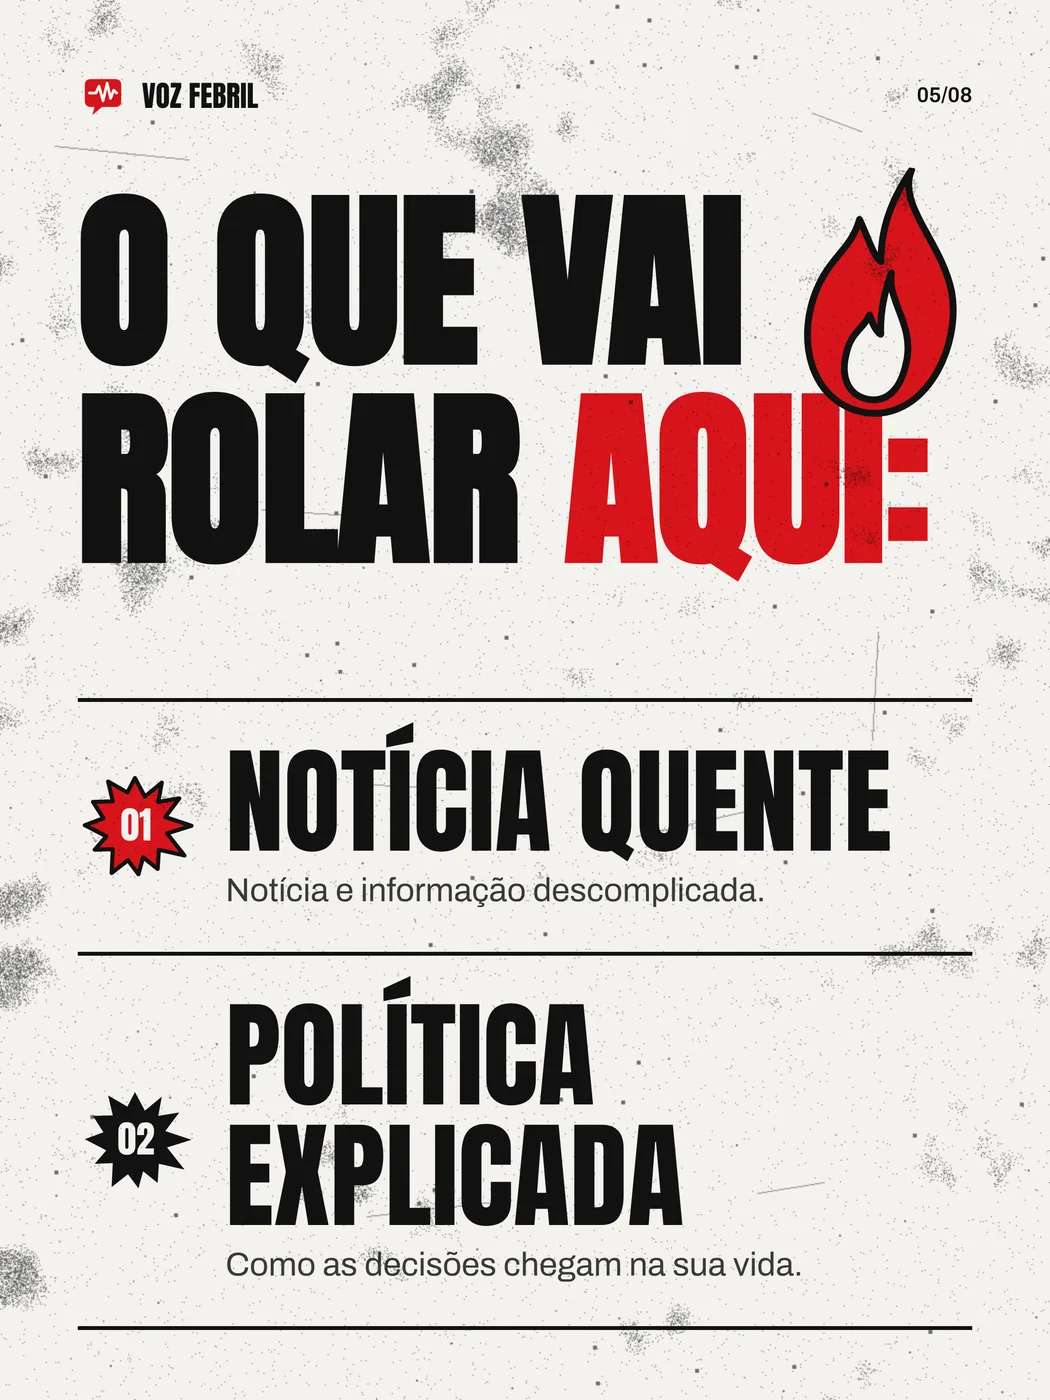 VOZ FEBRIL
05/08
O QUE VAI
ROLAR AQUI:
01
NOTÍCIA QUENTE
Notícia e informação descomplicada.
02
POLÍTICA
EXPLICADA
Como as decisões chegam na sua vida.